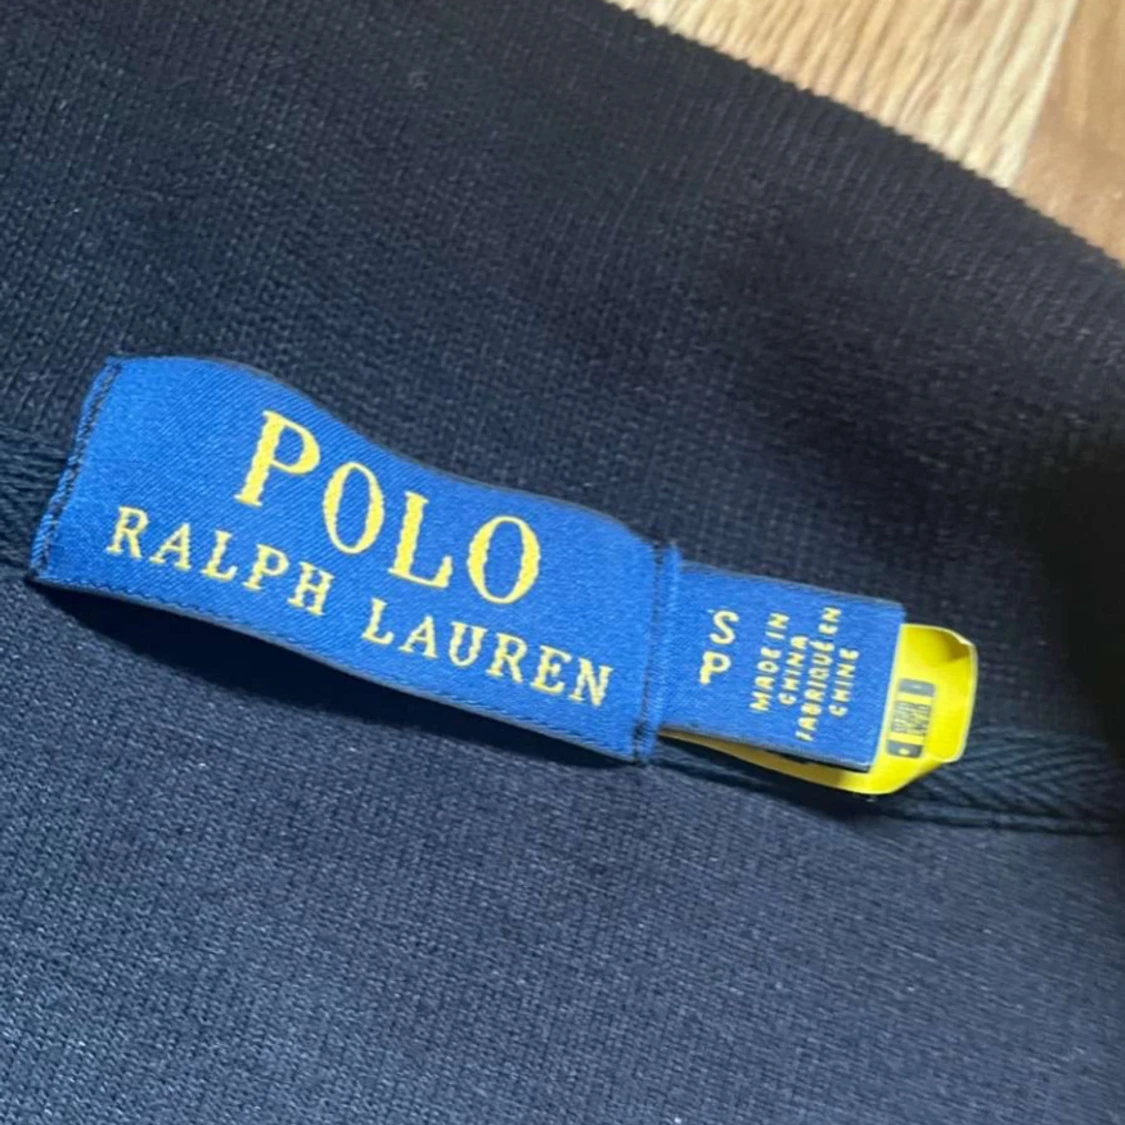 POLO
RALPH LAUREN
S
P
MADE IN
CHINA
FABRIQUÉ EN
CHINE